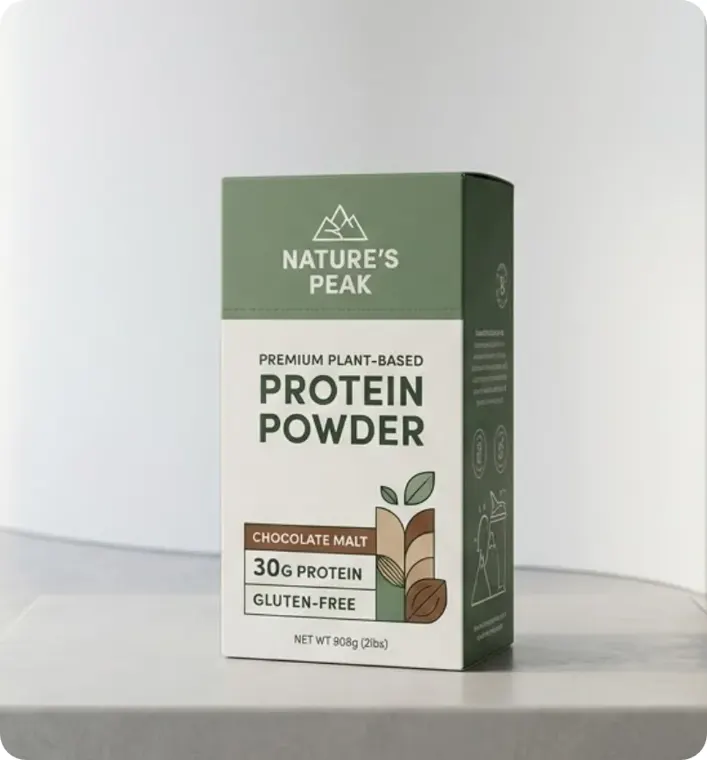 NATURE'S
PEAK
PREMIUM PLANT-BASED
PROTEIN
POWDER
CHOCOLATE MALT
30G PROTEIN
GLUTEN-FREE
NET WT 908g (2lbs)